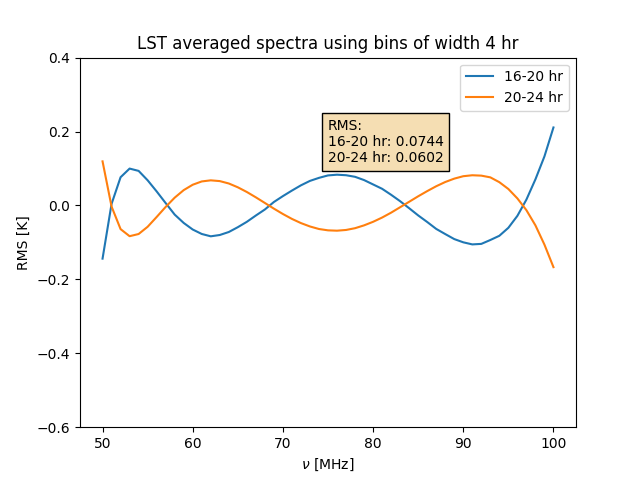 LST averaged spectra using bins of width 4 hr
16-20 hr
20-24 hr
RMS:
16-20 hr: 0.0744
20-24 hr: 0.0602
RMS [K]
0.4
0.2
0.0
−0.2
−0.4
−0.6
50
60
70
80
90
100
ν [MHz]